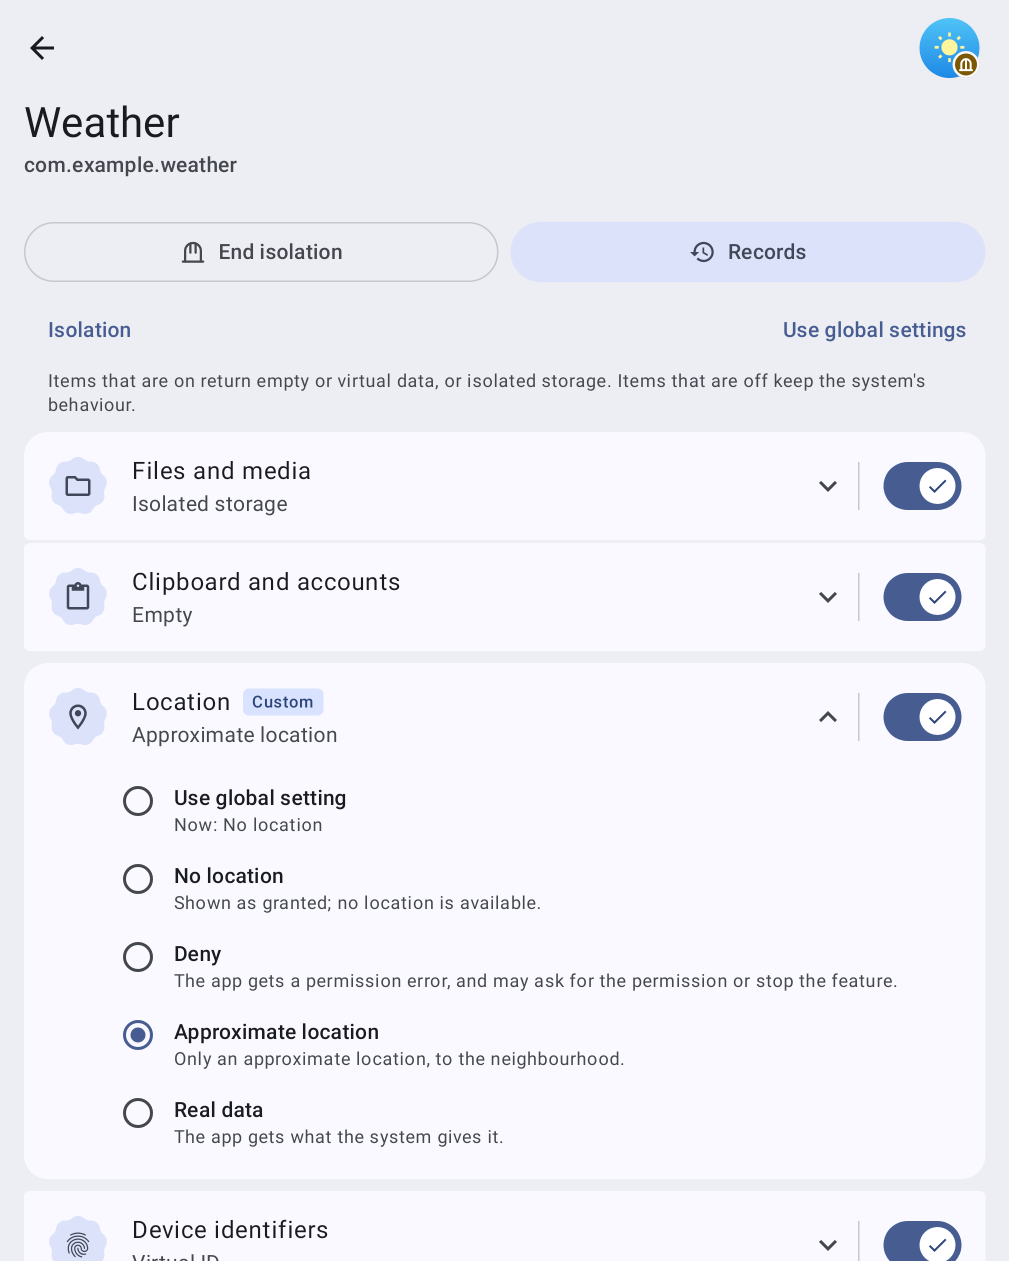 Weather
com.example.weather
End isolation
Records
Isolation
Use global settings
Items that are on return empty or virtual data, or isolated storage. Items that are off keep the system's
behaviour.
Files and media
Isolated storage
Clipboard and accounts
Empty
Location
Custom
Approximate location
Use global setting
Now: No location
No location
Shown as granted; no location is available.
Deny
The app gets a permission error, and may ask for the permission or stop the feature.
Approximate location
Only an approximate location, to the neighbourhood.
Real data
The app gets what the system gives it.
Device identifiers
Virtual ID